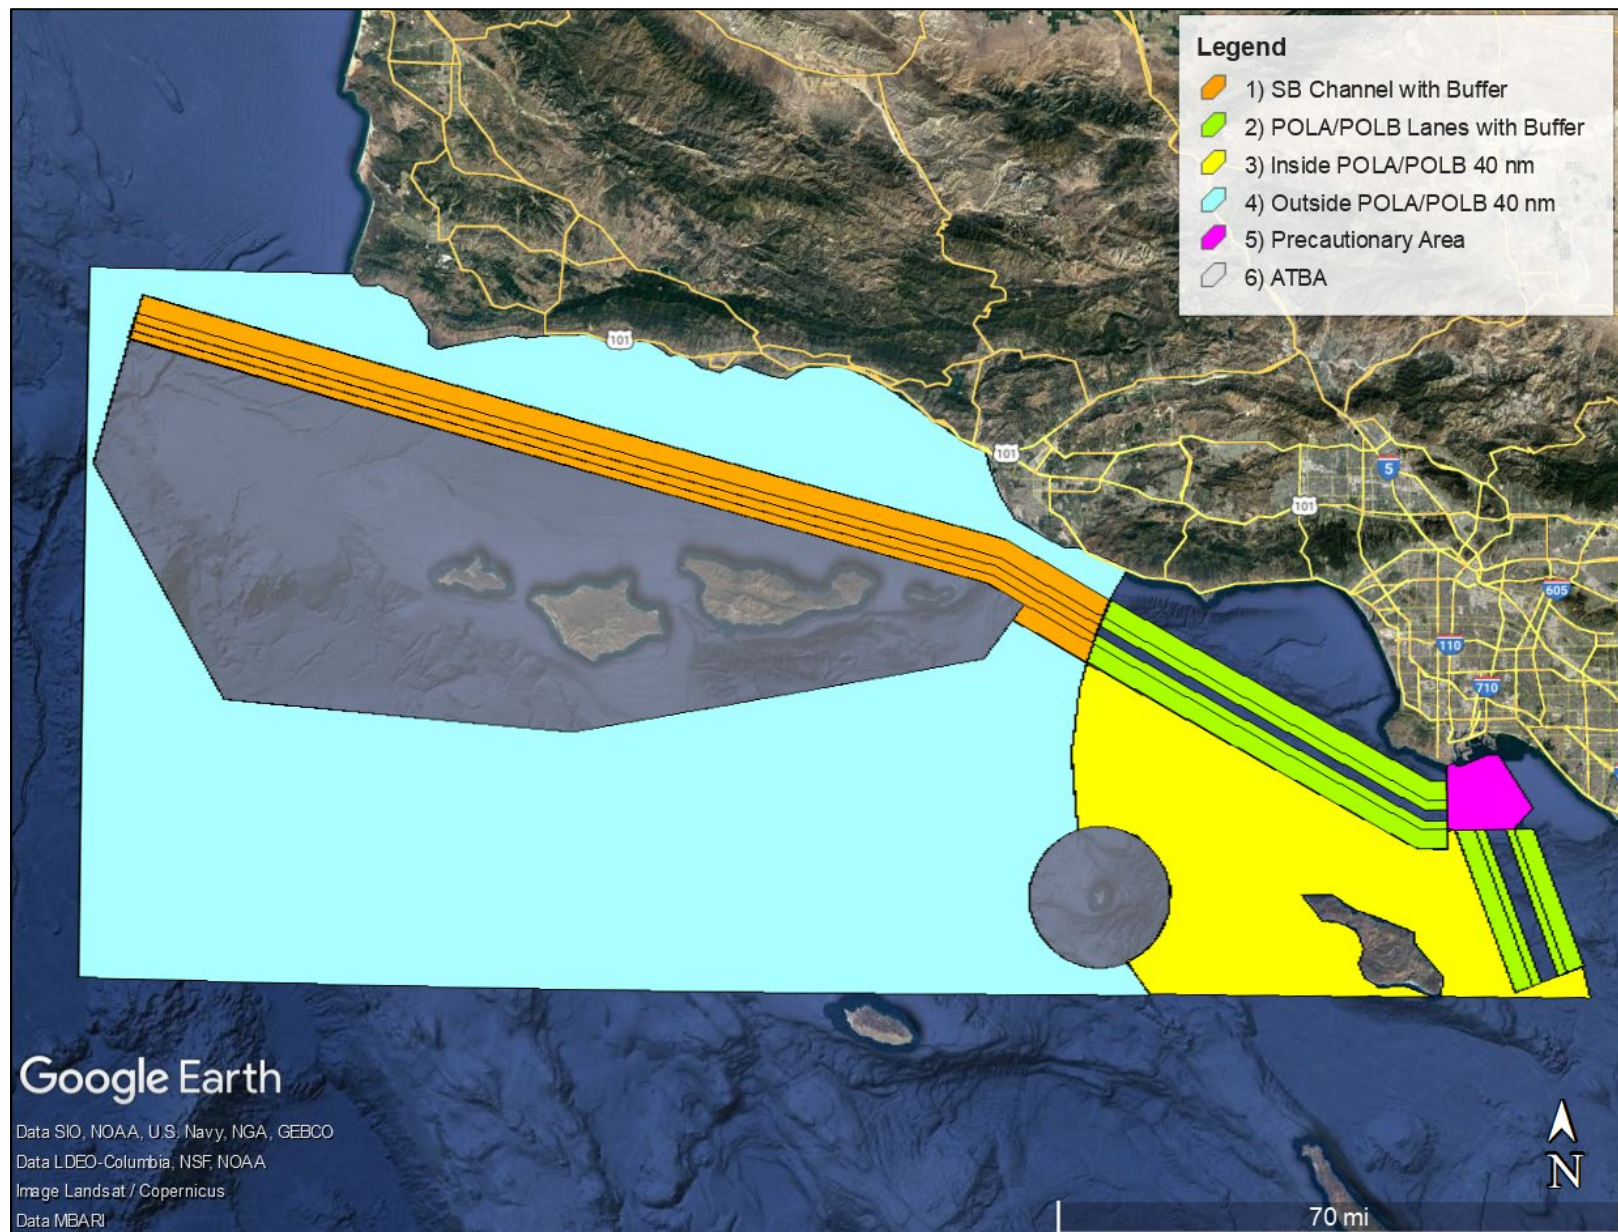 Legend
1) SB Channel with Buffer
2) POLA/POLB Lanes with Buffer
3) Inside POLA/POLB 40 nm
4) Outside POLA/POLB 40 nm
5) Precautionary Area
6) ATBA
101
101
5
101
605
110
710
Google Earth
Data SIO, NOAA, U.S. Navy, NGA, GEBCO
Data LDEO-Columbia, NSF, NOAA
Image Landsat / Copernicus
Data MBARI
N
70 mi